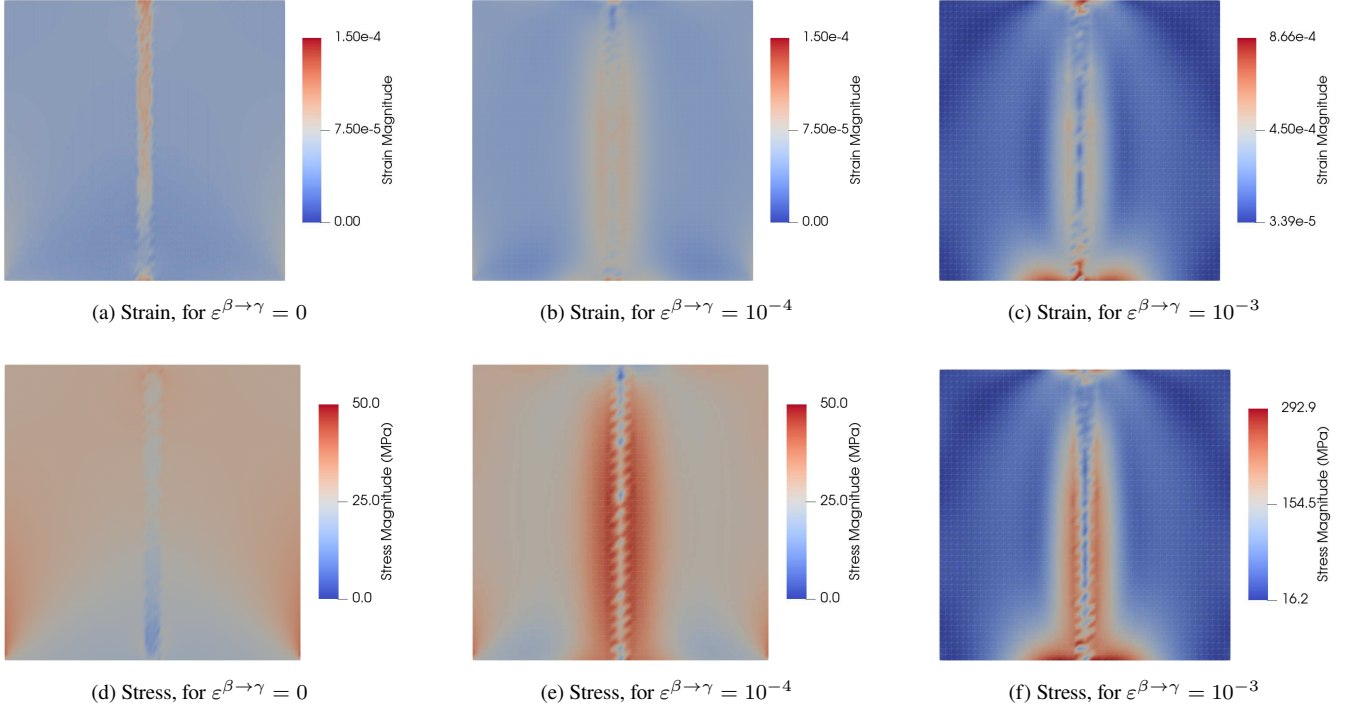 1.50e-4
7.50e-5
0.00
Strain Magnitude
1.50e-4
7.50e-5
0.00
Strain Magnitude
8.66e-4
4.50e-4
3.39e-5
Strain Magnitude
(a) Strain, for ε^{β→γ} = 0
(b) Strain, for ε^{β→γ} = 10^{−4}
(c) Strain, for ε^{β→γ} = 10^{−3}
50.0
25.0
0.0
Stress Magnitude (MPa)
50.0
25.0
0.0
Stress Magnitude (MPa)
292.9
154.5
16.2
Stress Magnitude (MPa)
(d) Stress, for ε^{β→γ} = 0
(e) Stress, for ε^{β→γ} = 10^{−4}
(f) Stress, for ε^{β→γ} = 10^{−3}